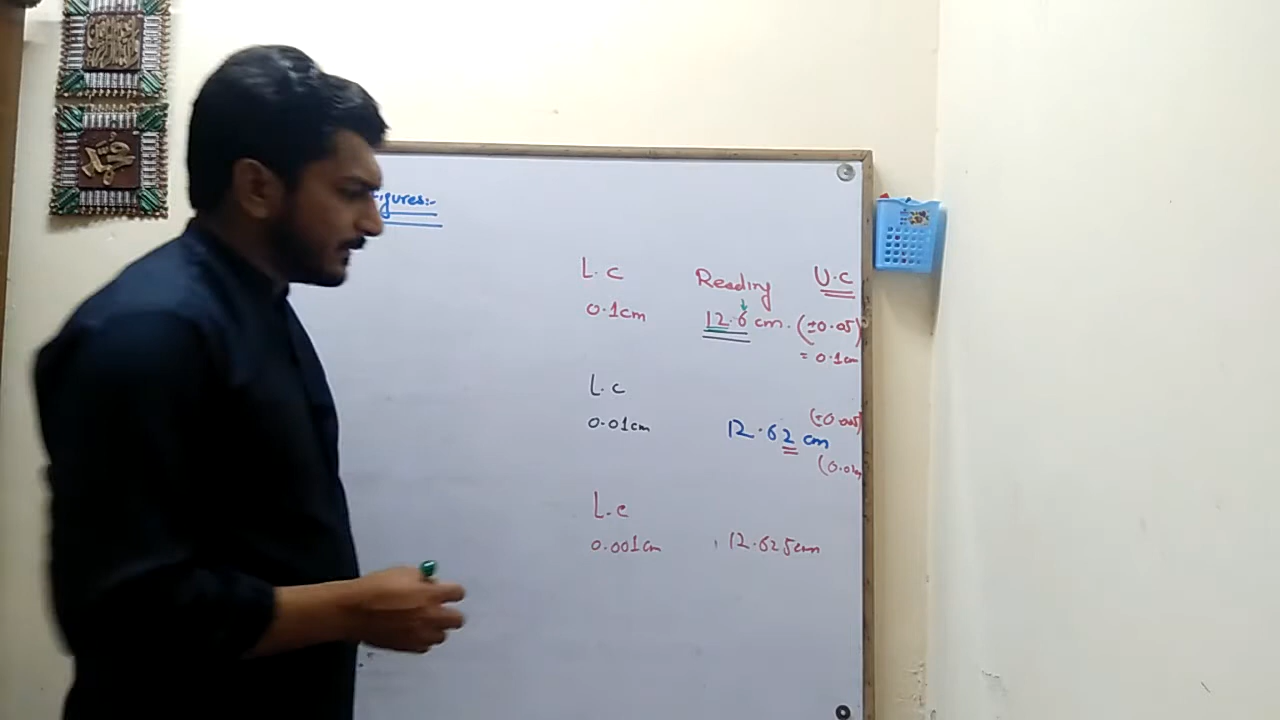 igures:-
L.C Reading U.C
0.1cm 12.6 cm. (±0.05)
= 0.1cm
L.C
0.01cm 12.62 cm (±0.005)
L.C
0.001cm 12.625cm